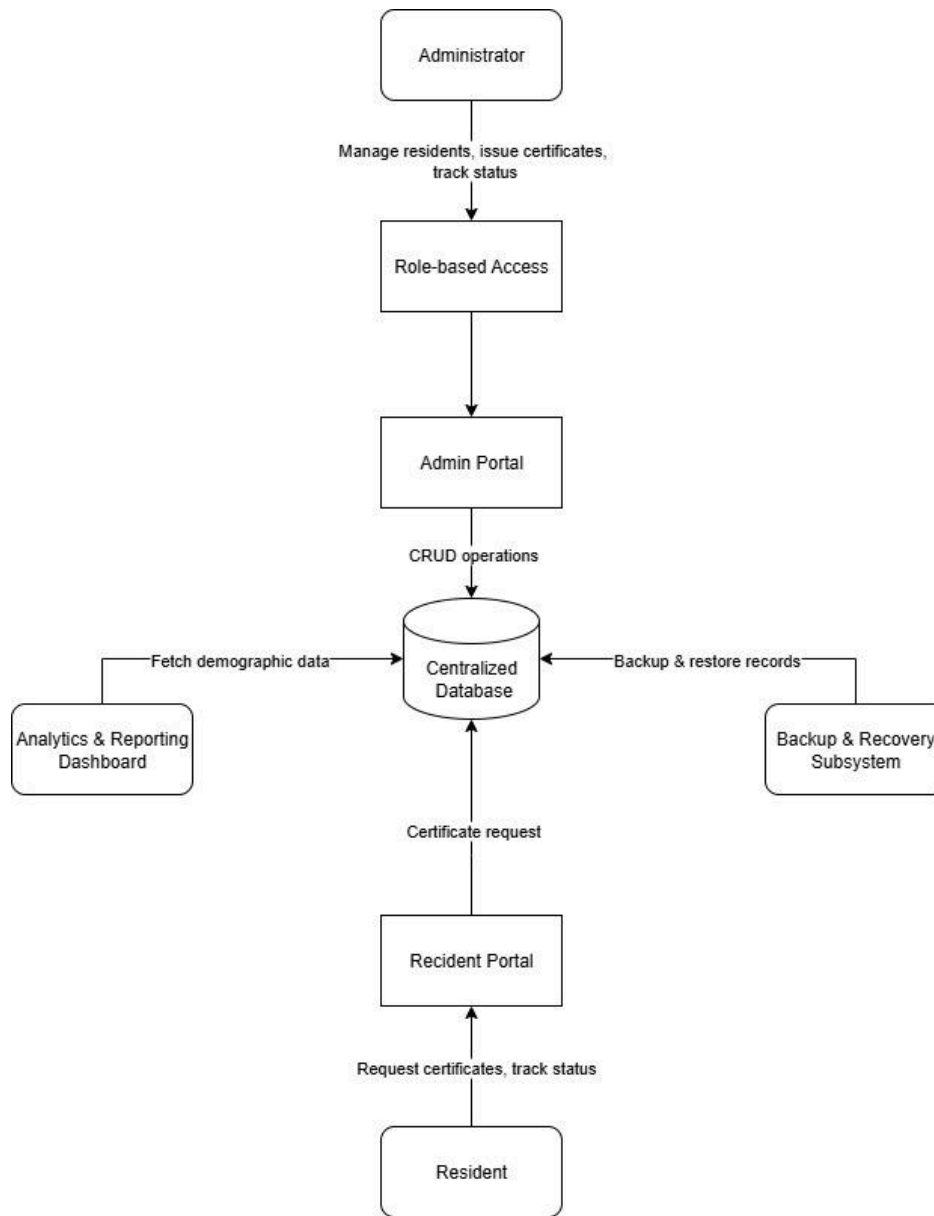 Administrator
Manage residents, issue certificates,
track status
Role-based Access
Admin Portal
CRUD operations
Centralized
Database
Fetch demographic data
Backup & restore records
Analytics & Reporting
Dashboard
Backup & Recovery
Subsystem
Certificate request
Recident Portal
Request certificates, track status
Resident